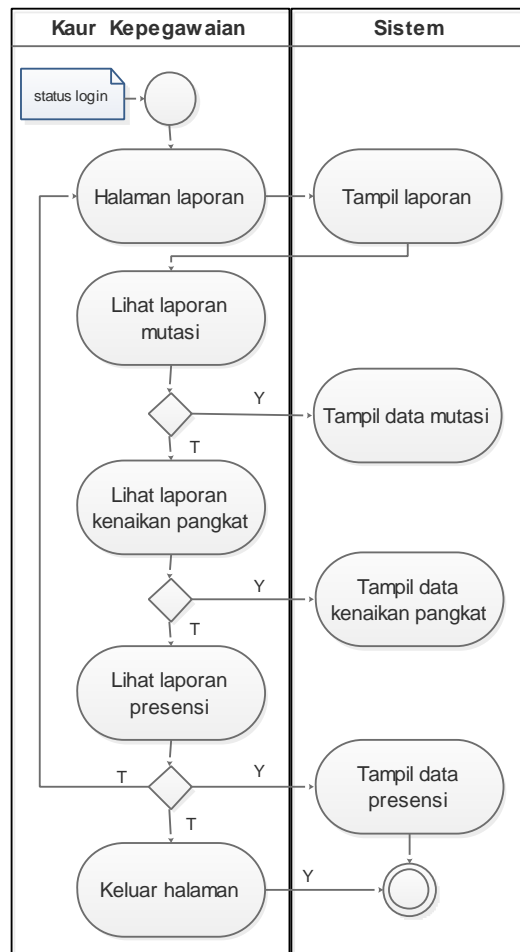 Kaur Kepegawaian
Sistem
status login
Halaman laporan
Tampil laporan
Lihat laporan
mutasi
Y
Tampil data mutasi
T
Lihat laporan
kenaikan pangkat
Y
Tampil data
kenaikan pangkat
T
Lihat laporan
presensi
T
Y
Tampil data
presensi
T
Keluar halaman
Y